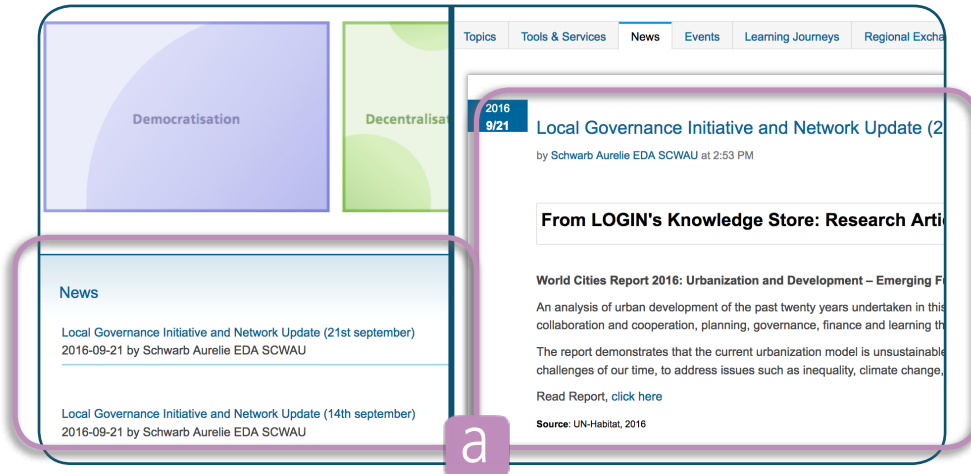 Democratisation
Decentralisat
News
Local Governance Initiative and Network Update (21st september)
2016-09-21 by Schwarb Aurelie EDA SCWAU
Local Governance Initiative and Network Update (14th september)
2016-09-21 by Schwarb Aurelie EDA SCWAU
Topics Tools & Services News Events Learning Journeys Regional Excha
2016
9/21
Local Governance Initiative and Network Update (2
by Schwarb Aurelie EDA SCWAU at 2:53 PM
From LOGIN's Knowledge Store: Research Arti
World Cities Report 2016: Urbanization and Development – Emerging F
An analysis of urban development of the past twenty years undertaken in this
collaboration and cooperation, planning, governance, finance and learning th
The report demonstrates that the current urbanization model is unsustainable
challenges of our time, to address issues such as inequality, climate change,
Read Report, click here
Source: UN-Habitat, 2016
a